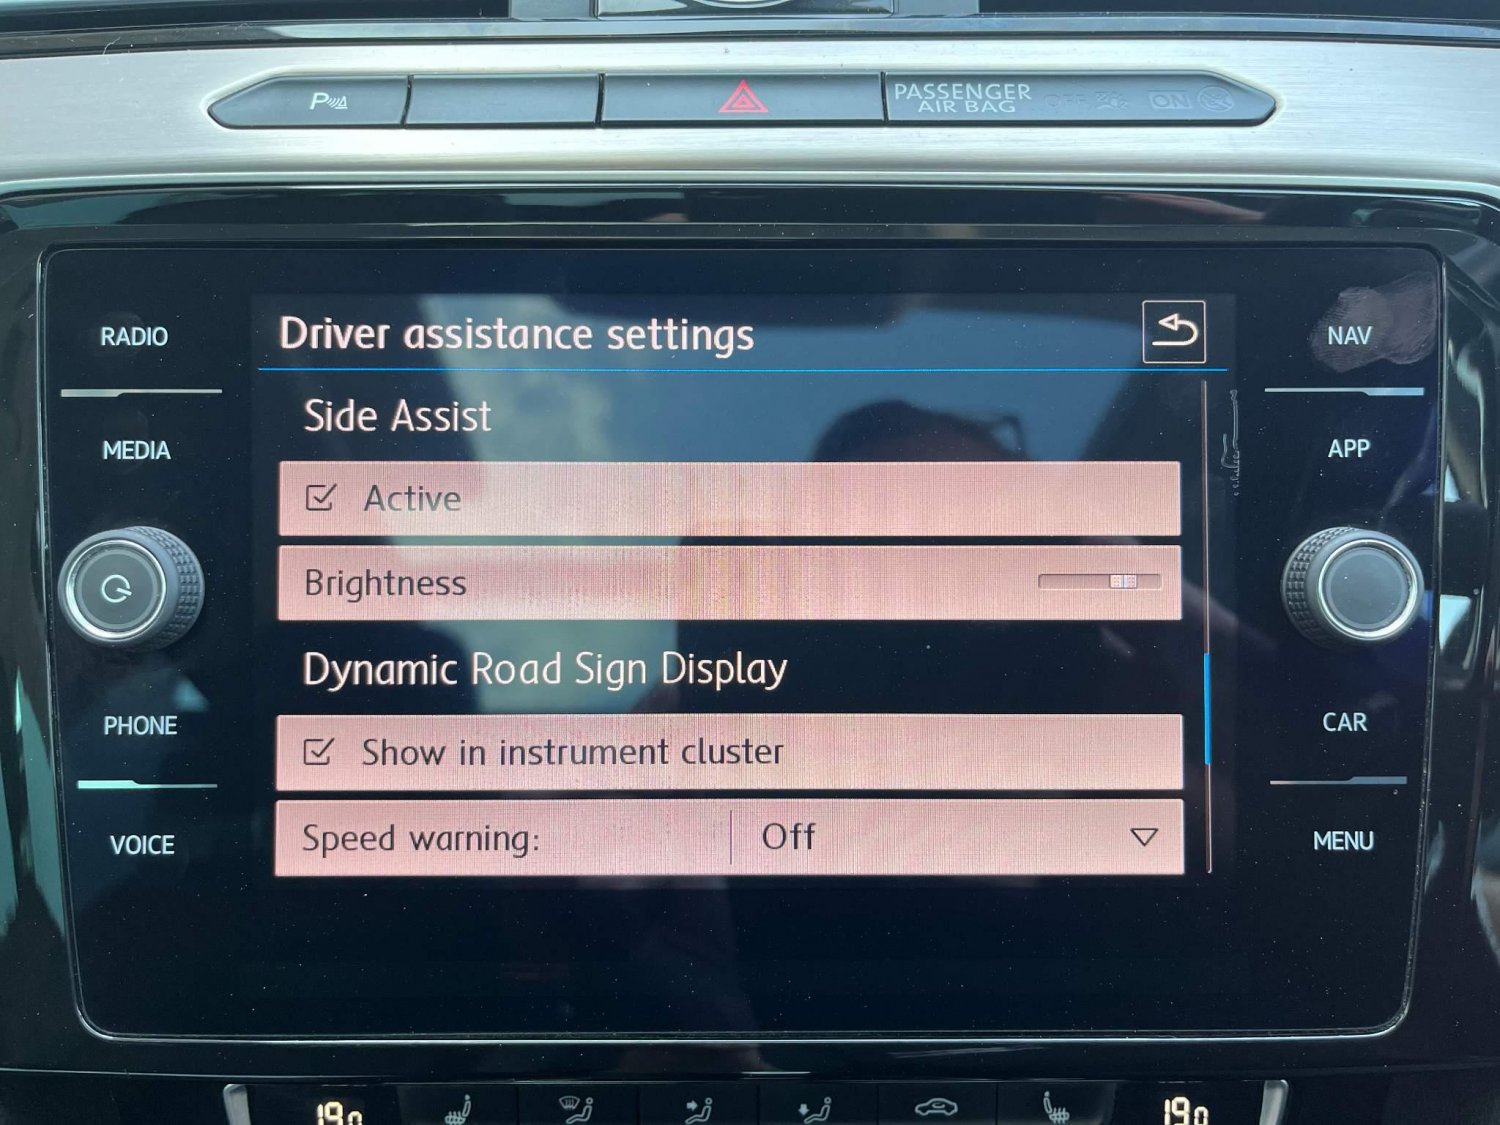 P
PASSENGER
AIR BAG
OFF
ON
RADIO
MEDIA
PHONE
VOICE
Driver assistance settings
Side Assist
Active
Brightness
Dynamic Road Sign Display
Show in instrument cluster
Speed warning:
Off
NAV
APP
CAR
MENU
19.0
19.0